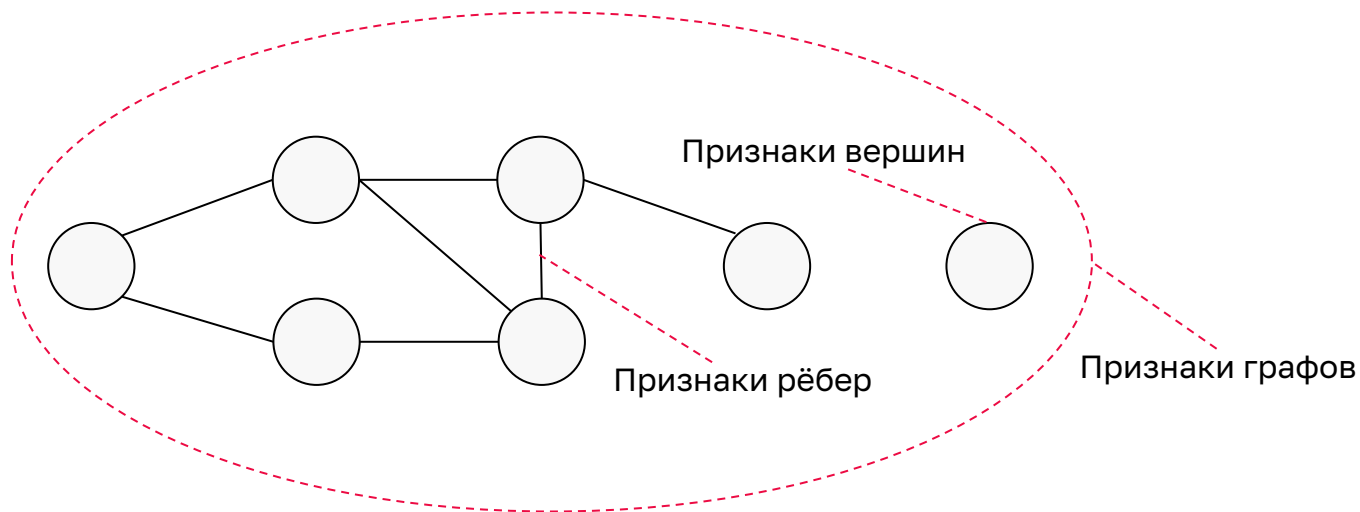 Признаки вершин
Признаки графов
Признаки рёбер